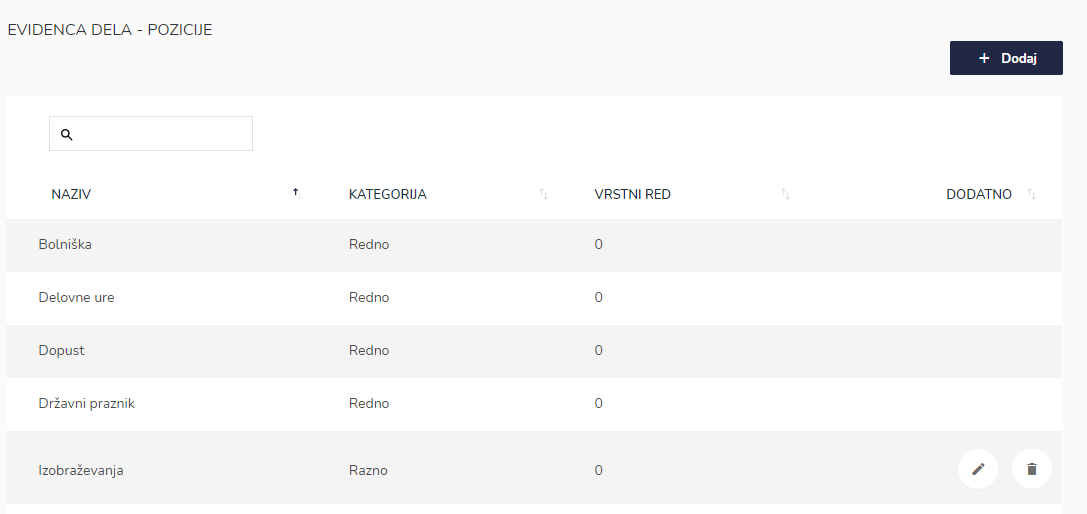 EVIDENCA DELA - POZICIJE
+ Dodaj
NAZIV KATEGORIJA VRSTNI RED DODATNO
Bolniška Redno 0
Delovne ure Redno 0
Dopust Redno 0
Državni praznik Redno 0
Izobraževanja Razno 0